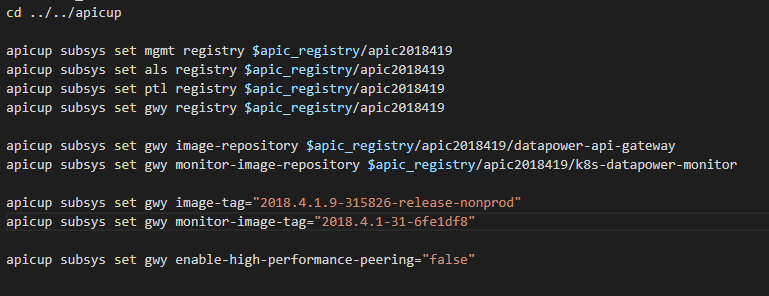 cd ../../apicup
apicup subsys set mgmt registry $apic_registry/apic2018419
apicup subsys set als registry $apic_registry/apic2018419
apicup subsys set ptl registry $apic_registry/apic2018419
apicup subsys set gwy registry $apic_registry/apic2018419
apicup subsys set gwy image-repository $apic_registry/apic2018419/datapower-api-gateway
apicup subsys set gwy monitor-image-repository $apic_registry/apic2018419/k8s-datapower-monitor
apicup subsys set gwy image-tag="2018.4.1.9-315826-release-nonprod"
apicup subsys set gwy monitor-image-tag="2018.4.1-31-6fe1df8"
apicup subsys set gwy enable-high-performance-peering="false"